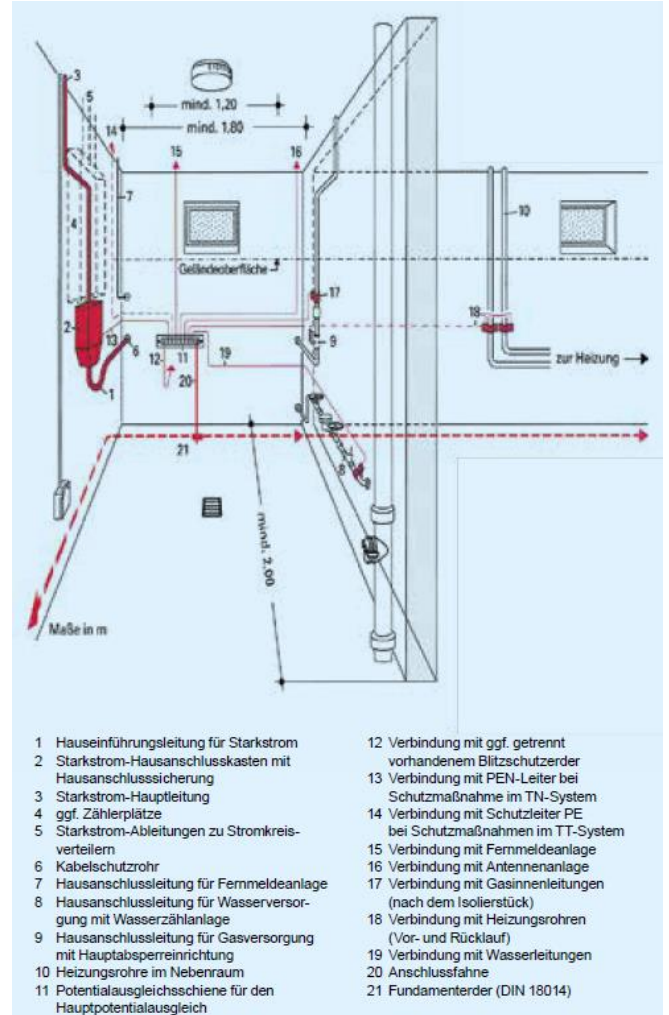 3
5
14
mind. 1,20
mind. 1,80
15
16
7
4
10
Geländeoberfläche
17
2
18
13
6
12
11
19
9
zur Heizung
1
20
21
8
mind. 2,00
Maße in m
1 Hauseinführungsleitung für Starkstrom
2 Starkstrom-Hausanschlusskasten mit
Hausanschlusssicherung
3 Starkstrom-Hauptleitung
4 ggf. Zählerplätze
5 Starkstrom-Ableitungen zu Stromkreis-
verteilern
6 Kabelschutzrohr
7 Hausanschlussleitung für Fernmeldeanlage
8 Hausanschlussleitung für Wasserversor-
gung mit Wasserzählanlage
9 Hausanschlussleitung für Gasversorgung
mit Hauptabsperreinrichtung
10 Heizungsrohre im Nebenraum
11 Potentialausgleichsschiene für den
Hauptpotentialausgleich
12 Verbindung mit ggf. getrennt
vorhandenem Blitzschutzerder
13 Verbindung mit PEN-Leiter bei
Schutzmaßnahme im TN-System
14 Verbindung mit Schutzleiter PE
bei Schutzmaßnahmen im TT-System
15 Verbindung mit Fernmeldeanlage
16 Verbindung mit Antennenanlage
17 Verbindung mit Gasinnenleitungen
(nach dem Isolierstück)
18 Verbindung mit Heizungsrohren
(Vor- und Rücklauf)
19 Verbindung mit Wasserleitungen
20 Anschlussfahne
21 Fundamenterder (DIN 18014)